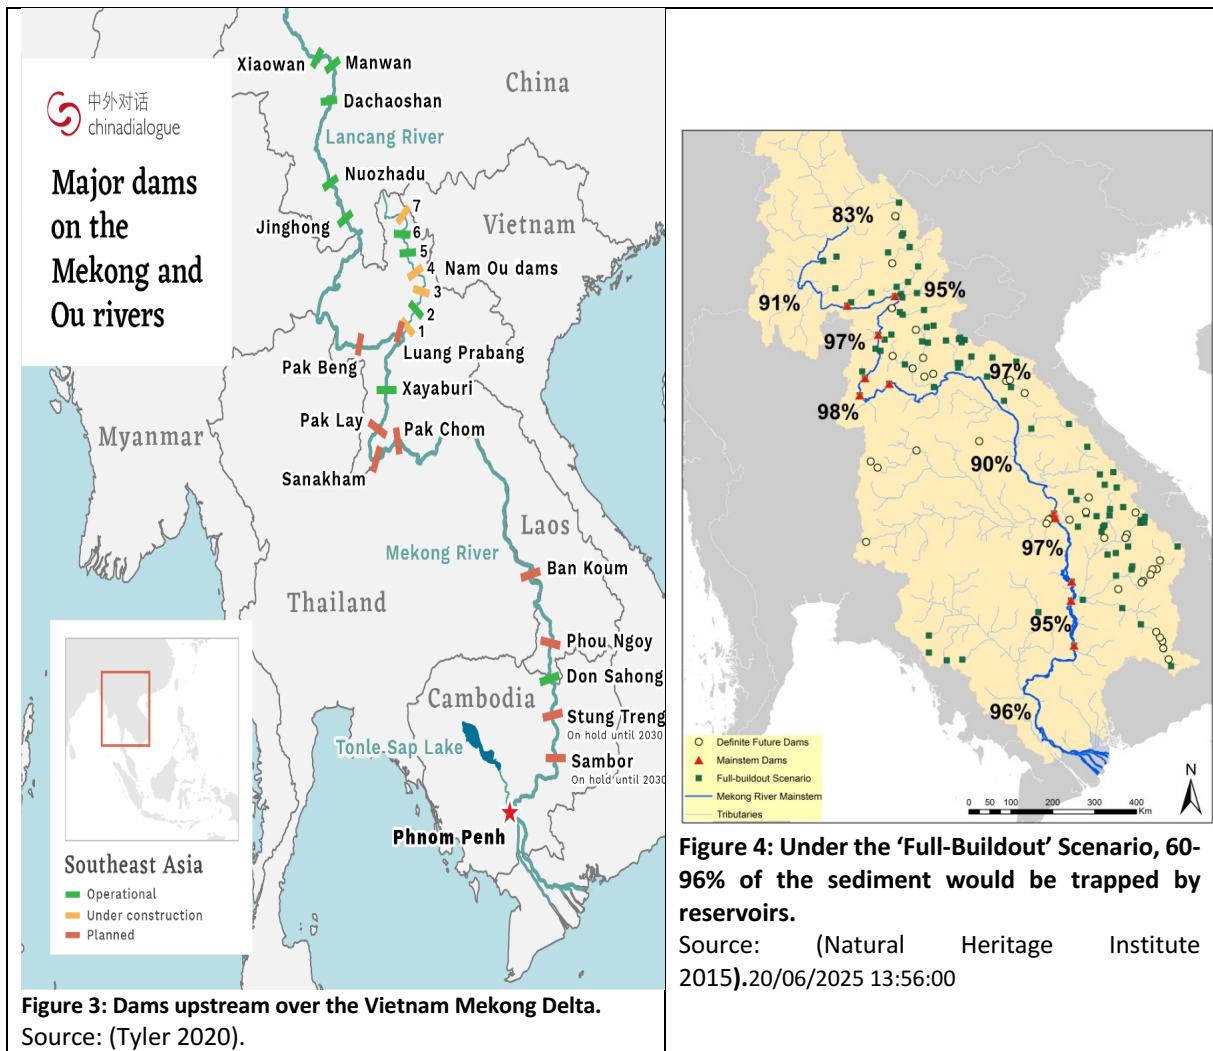 Xiaowan
Manwan
China
Dachaoshan
中外对话
chinadialogue
Lancang River
Major dams
on the
Mekong and
Ou rivers
Nuozhadu
Jinghong
Vietnam
7
6
5
4
Nam Ou dams
3
2
1
Luang Prabang
Pak Beng
Xayaburi
Pak Lay
Pak Chom
Myanmar
Sanakham
Laos
Mekong River
Ban Koum
Thailand
Phou Ngoy
Don Sahong
Cambodia
Stung Treng
On hold until 2030
Tonle Sap Lake
Sambor
On hold until 2030
Phnom Penh
Southeast Asia
Operational
Under construction
Planned
Figure 3: Dams upstream over the Vietnam Mekong Delta.
Source: (Tyler 2020).
83%
91%
95%
97%
97%
98%
90%
97%
95%
96%
Definite Future Dams
Mainstem Dams
Full-buildout Scenario
Mekong River Mainstem
Tributaries
N
0 50 100 200 300 400
Km
Figure 4: Under the ‘Full-Buildout’ Scenario, 60-
96% of the sediment would be trapped by
reservoirs.
Source: (Natural Heritage Institute
2015).20/06/2025 13:56:00